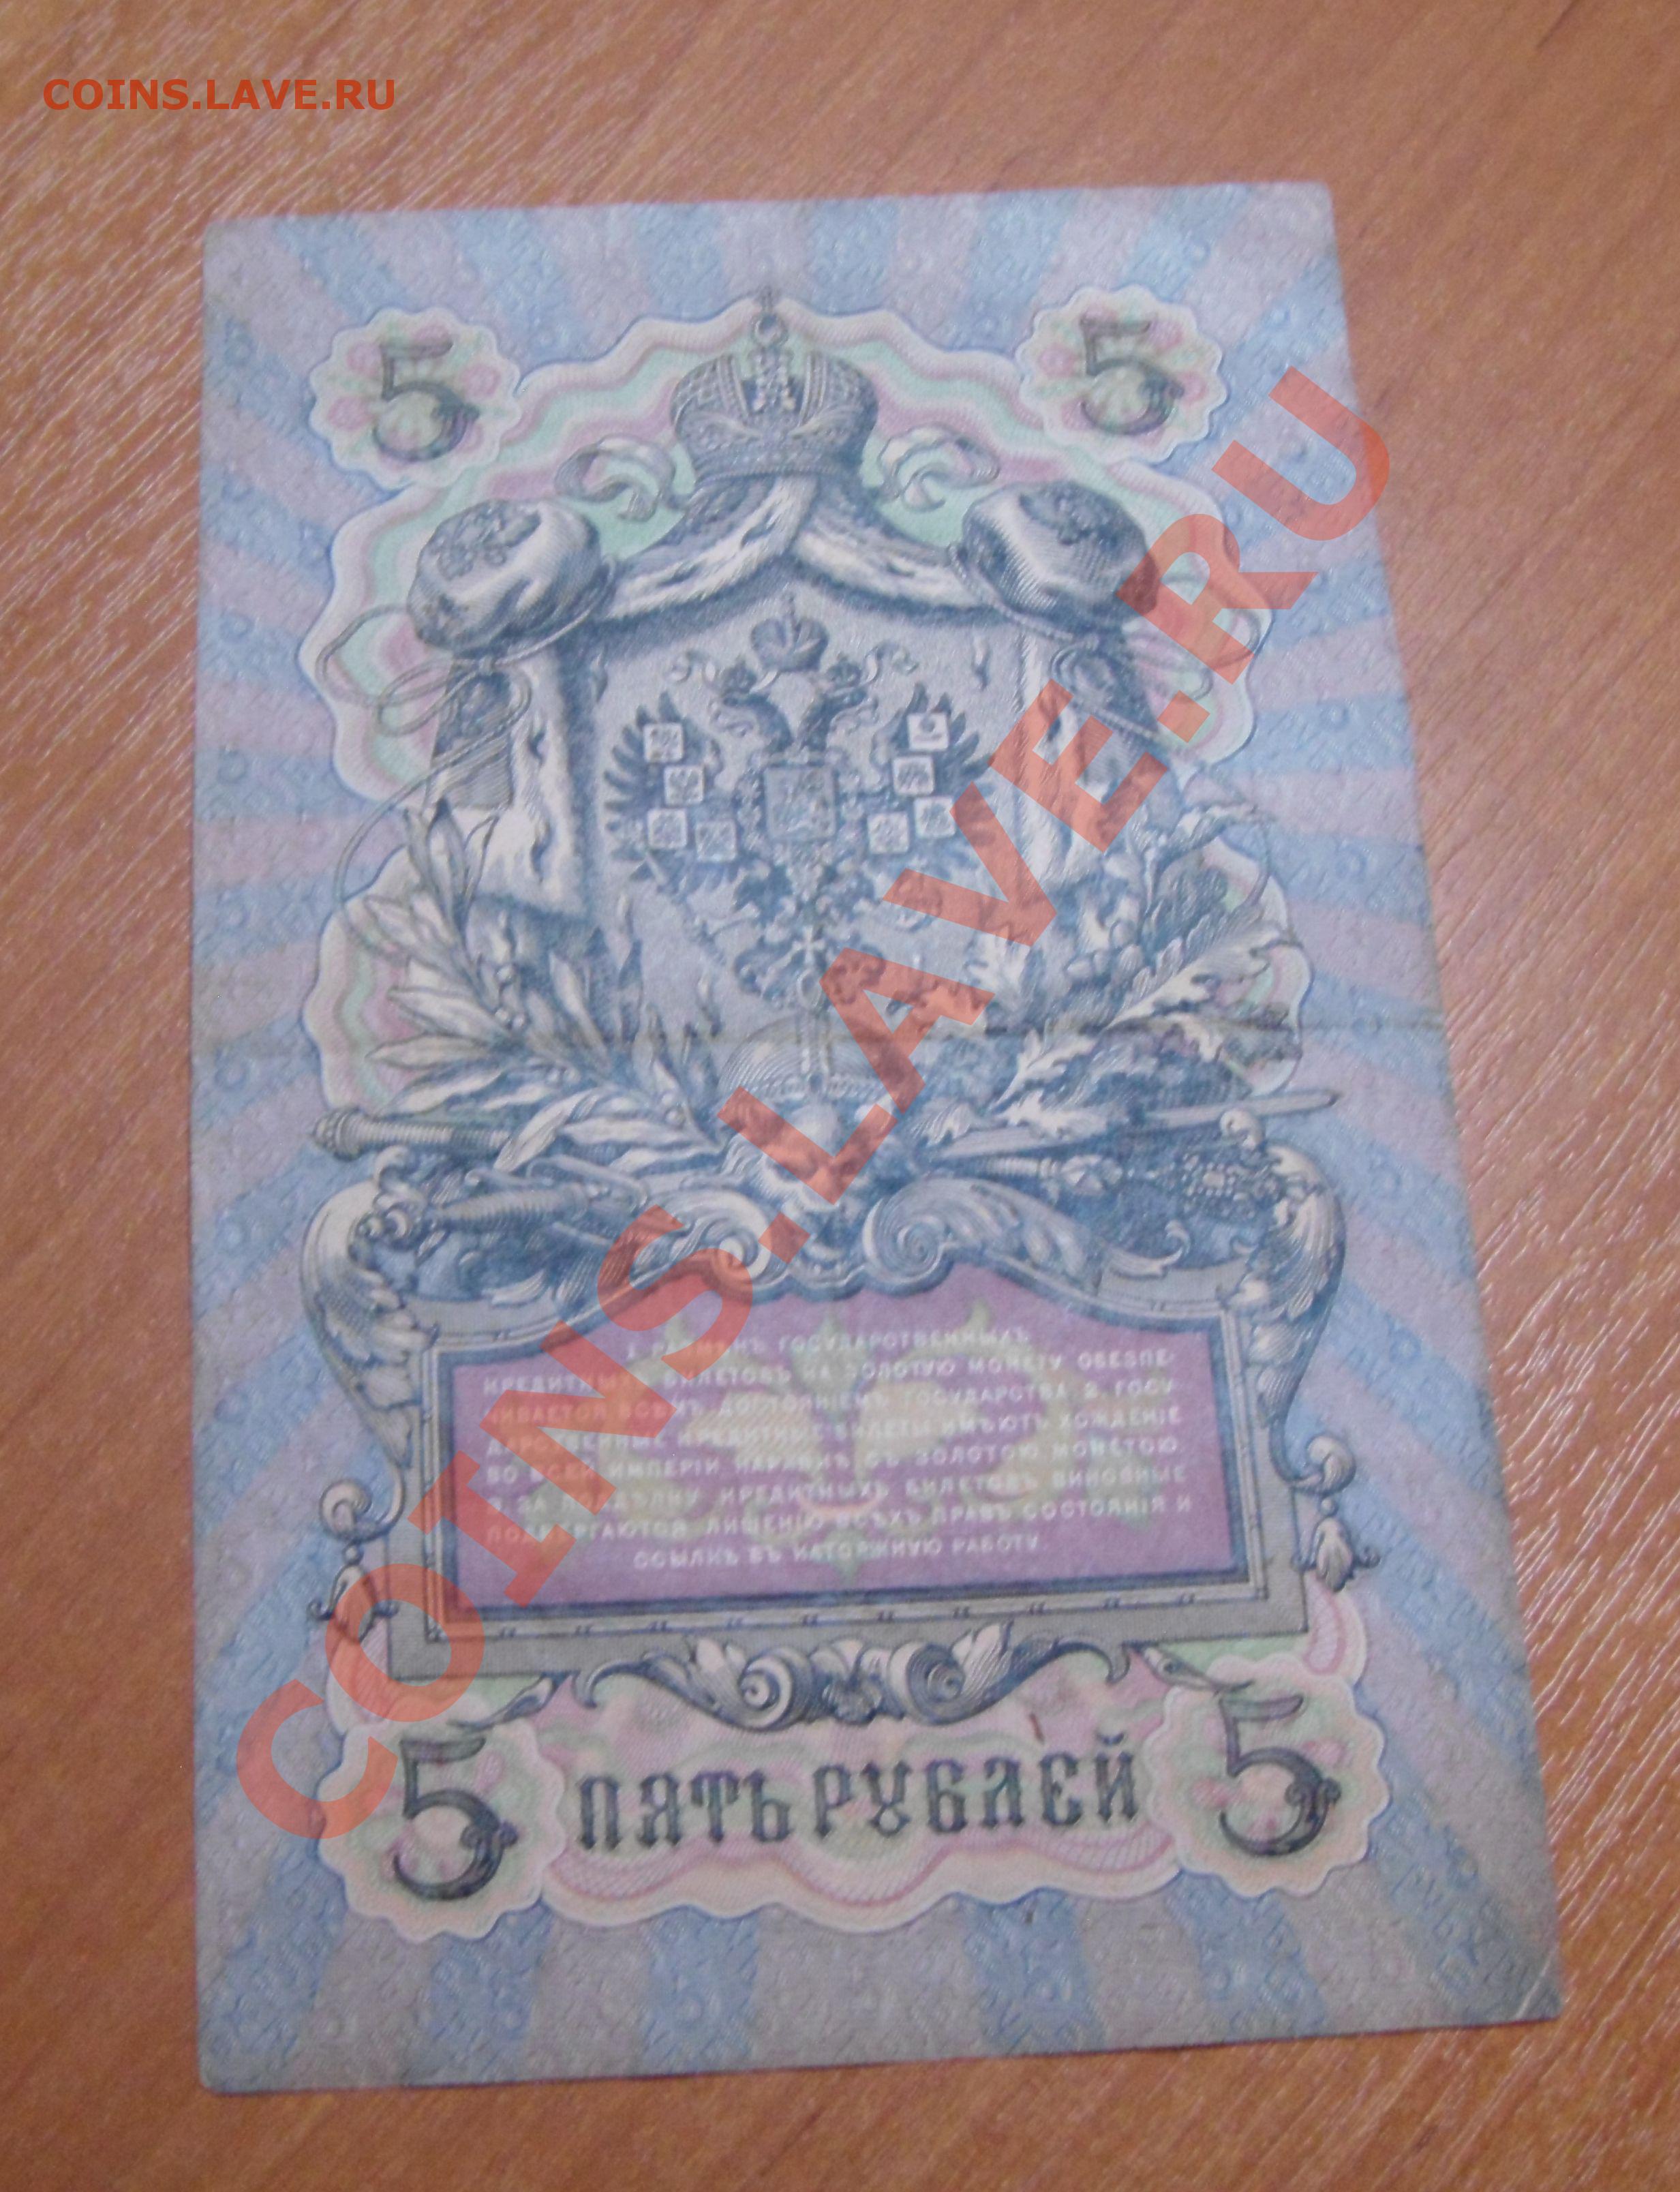 COINS.LAVE.RU
5 5
COINS.LAVE.RU
1. РАЗМѢНЪ ГОСУДАРСТВЕННЫХЪ
КРЕДИТНЫХЪ БИЛЕТОВЪ НА ЗОЛОТУЮ МОНЕТУ ОБЕЗПЕ-
ЧИВАЕТСЯ ВСѢМЪ ДОСТОЯНІЕМЪ ГОСУДАРСТВА. 2. ГОСУ-
ДАРСТВЕННЫЕ КРЕДИТНЫЕ БИЛЕТЫ ИМѢЮТЪ ХОЖДЕНІЕ
ВО ВСЕЙ ИМПЕРІИ НАРАВНѢ СЪ ЗОЛОТОЮ МОНЕТОЮ.
3. ЗА ПОДДѢЛКУ КРЕДИТНЫХЪ БИЛЕТОВЪ ВИНОВНЫЕ
ПОДВЕРГАЮТСЯ ЛИШЕНІЮ ВСѢХЪ ПРАВЪ СОСТОЯНІЯ И
ССЫЛКѢ ВЪ КАТОРЖНУЮ РАБОТУ.
5 ПЯТЬ РУБЛЕЙ 5